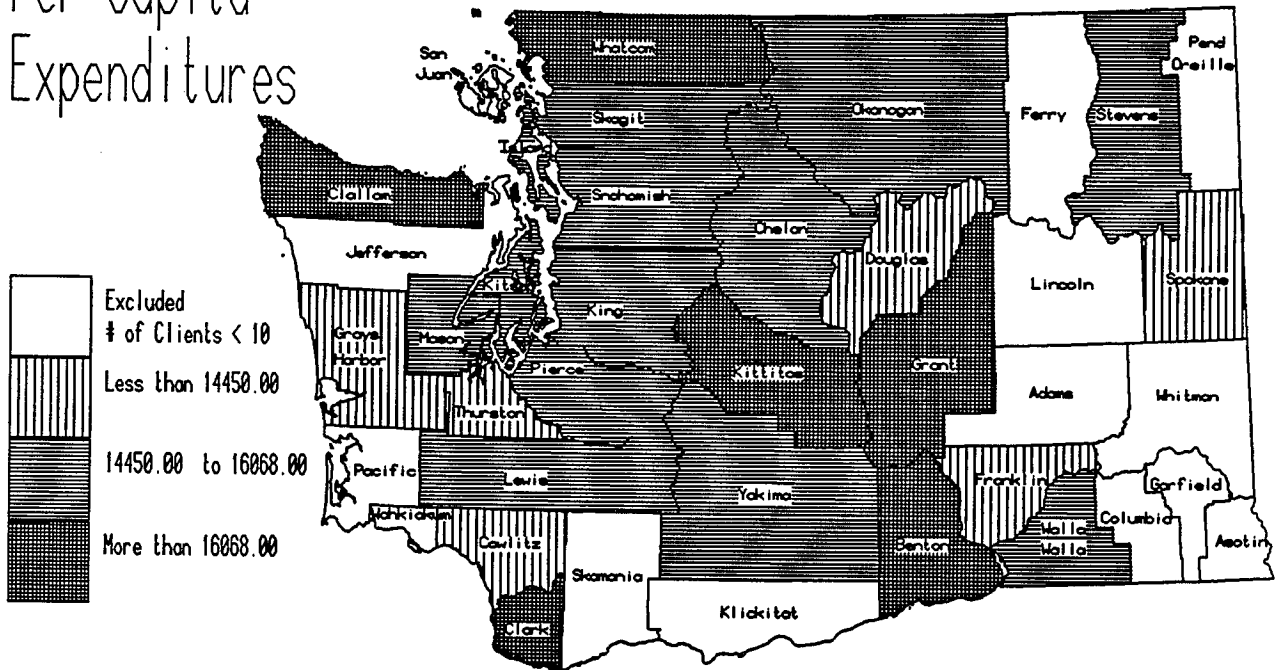 Per Capita
Expenditures
Excluded
# of Clients < 10
Less than 14450.00
14450.00 to 16068.00
More than 16068.00
San
Juan
Whatcom
Skagit
Island
Snohomish
Clallam
Jefferson
Kitsap
King
Mason
Grays
Harbor
Pierce
Thurston
Pacific
Lewis
Wahkiakum
Cowlitz
Skamania
Clark
Okanogan
Chelan
Douglas
Kittitas
Grant
Yakima
Klickitat
Benton
Ferry
Stevens
Pend
Oreille
Lincoln
Spokane
Adams
Whitman
Franklin
Walla
Walla
Columbia
Garfield
Asotin